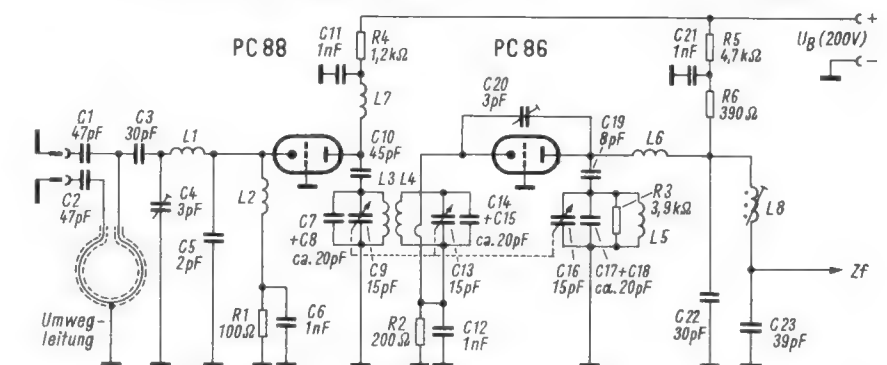 C11
1nF
R4
1,2kΩ
C21
1nF
R5
4,7kΩ
+
U_B (200V)
−
PC 88
PC 86
C20
3pF
L7
R6
390Ω
C1
47pF
C3
30pF
L1
C10
45pF
C19
8pF
L6
C2
47pF
C4
3pF
L2
L3
L4
C14
+C15
ca. 20pF
R3
3,9kΩ
L8
C7
+C8
ca. 20pF
C5
2pF
C9
15pF
C13
15pF
C16
15pF
C17+C18
ca. 20pF
L5
Zf
Umweg-
leitung
R1
100Ω
C6
1nF
R2
200Ω
C12
1nF
C22
30pF
C23
39pF